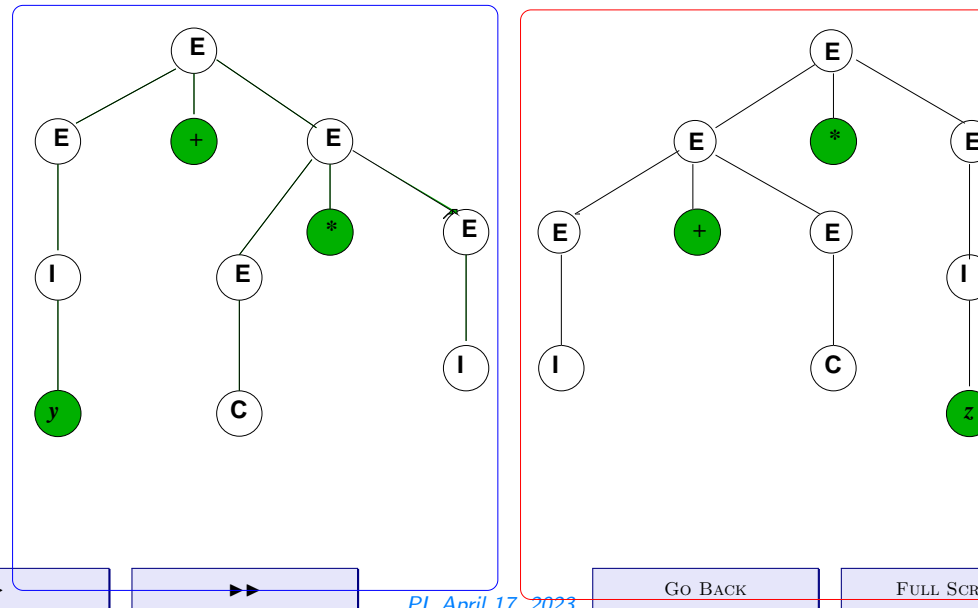 E
E + E
I E * E
y C I
E
E * E
E + E I
I C z
▶▶ Go Back Full Scr
PL April 17, 2023